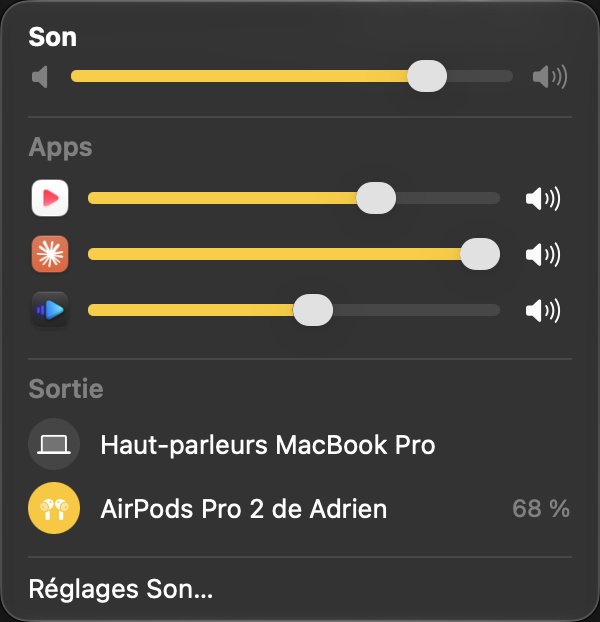 Son
Apps
Sortie
Haut-parleurs MacBook Pro
AirPods Pro 2 de Adrien
68 %
Réglages Son...